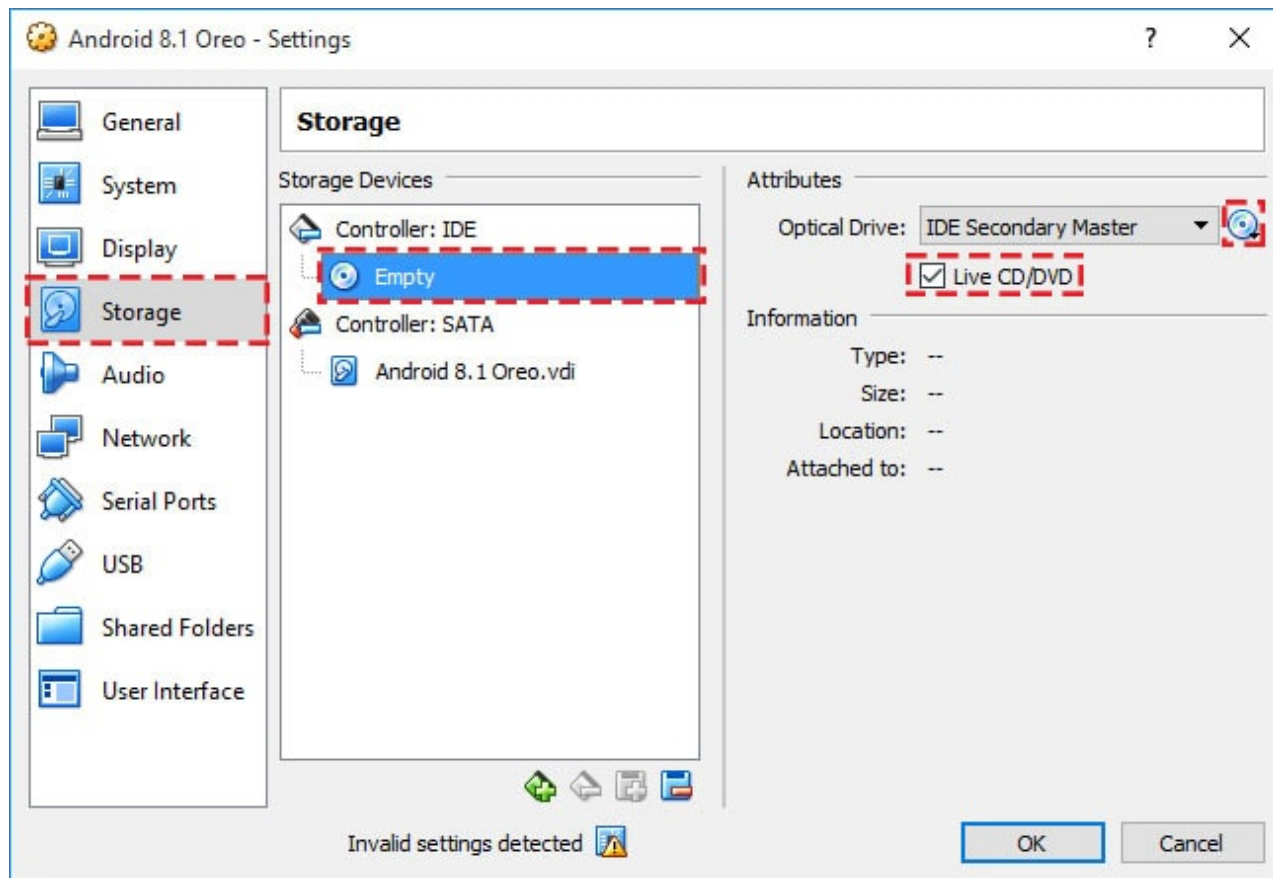 Android 8.1 Oreo - Settings
?
General
System
Display
Storage
Audio
Network
Serial Ports
USB
Shared Folders
User Interface
Storage
Storage Devices
Controller: IDE
Empty
Controller: SATA
Android 8.1 Oreo.vdi
Attributes
Optical Drive: IDE Secondary Master
Live CD/DVD
Information
Type: --
Size: --
Location: --
Attached to: --
Invalid settings detected
OK
Cancel